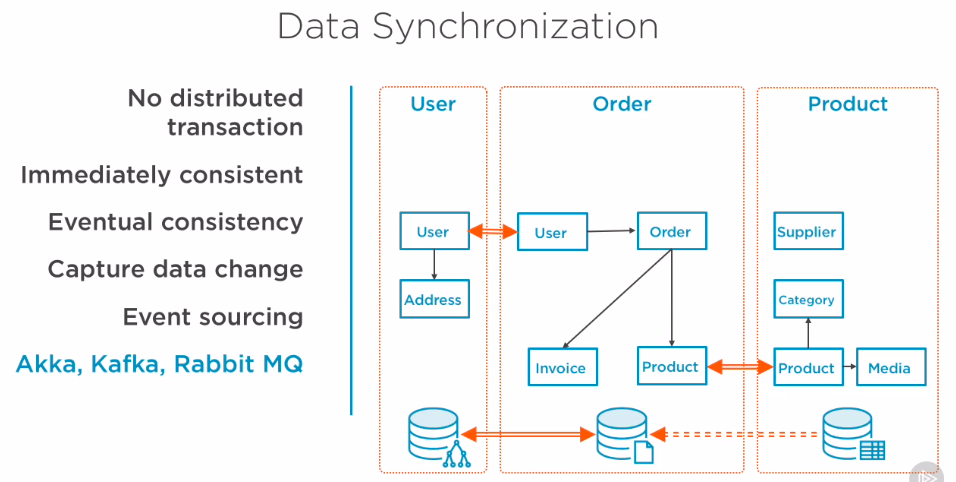 Data Synchronization
No distributed
transaction
Immediately consistent
Eventual consistency
Capture data change
Event sourcing
Akka, Kafka, Rabbit MQ
User
Order
Product
User
User
Order
Supplier
Address
Category
Invoice
Product
Product
Media